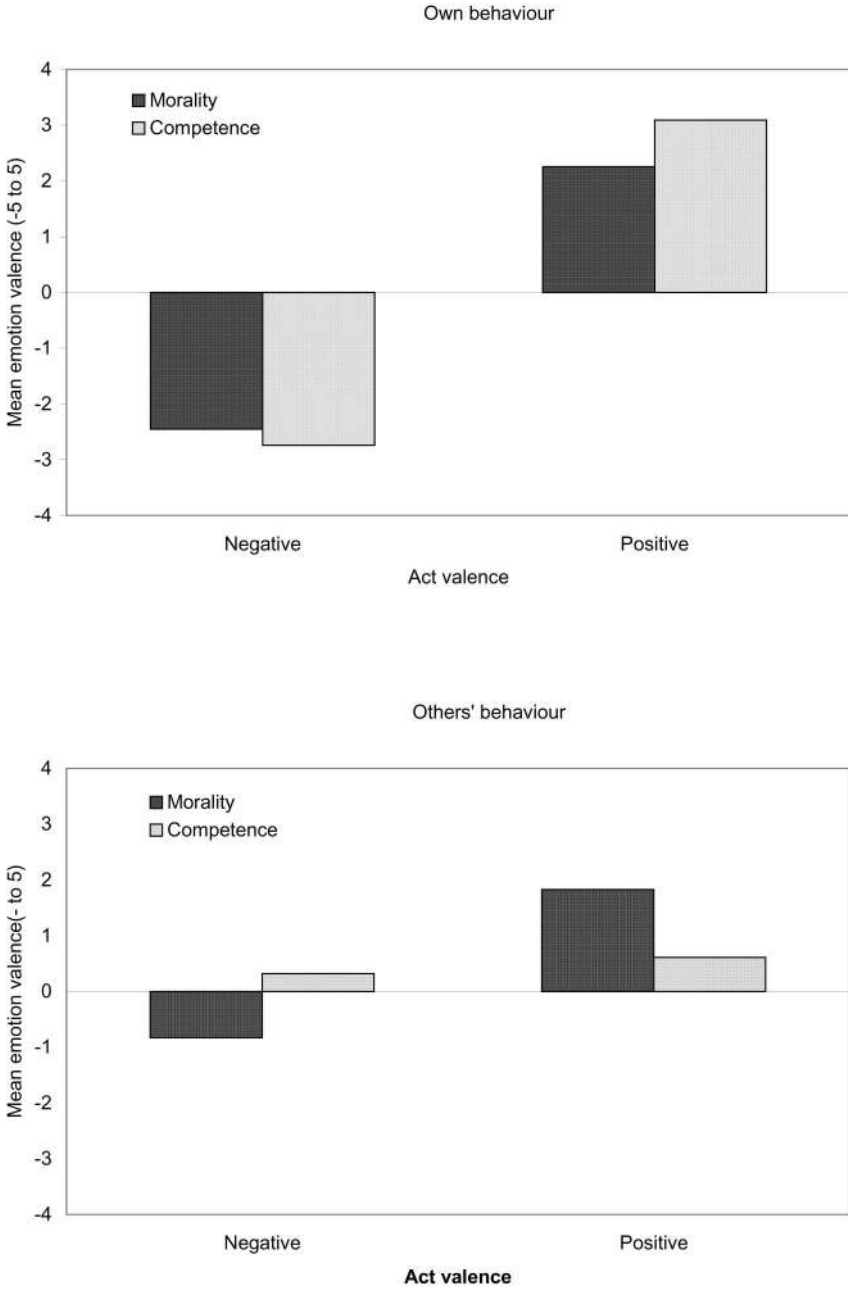 Own behaviour
4
Morality
3
Competence
2
1
0
-1
-2
-3
-4
Mean emotion valence (-5 to 5)
Negative Positive
Act valence
Others' behaviour
4
Morality
3
Competence
2
1
0
-1
-2
-3
-4
Mean emotion valence(- to 5)
Negative Positive
Act valence